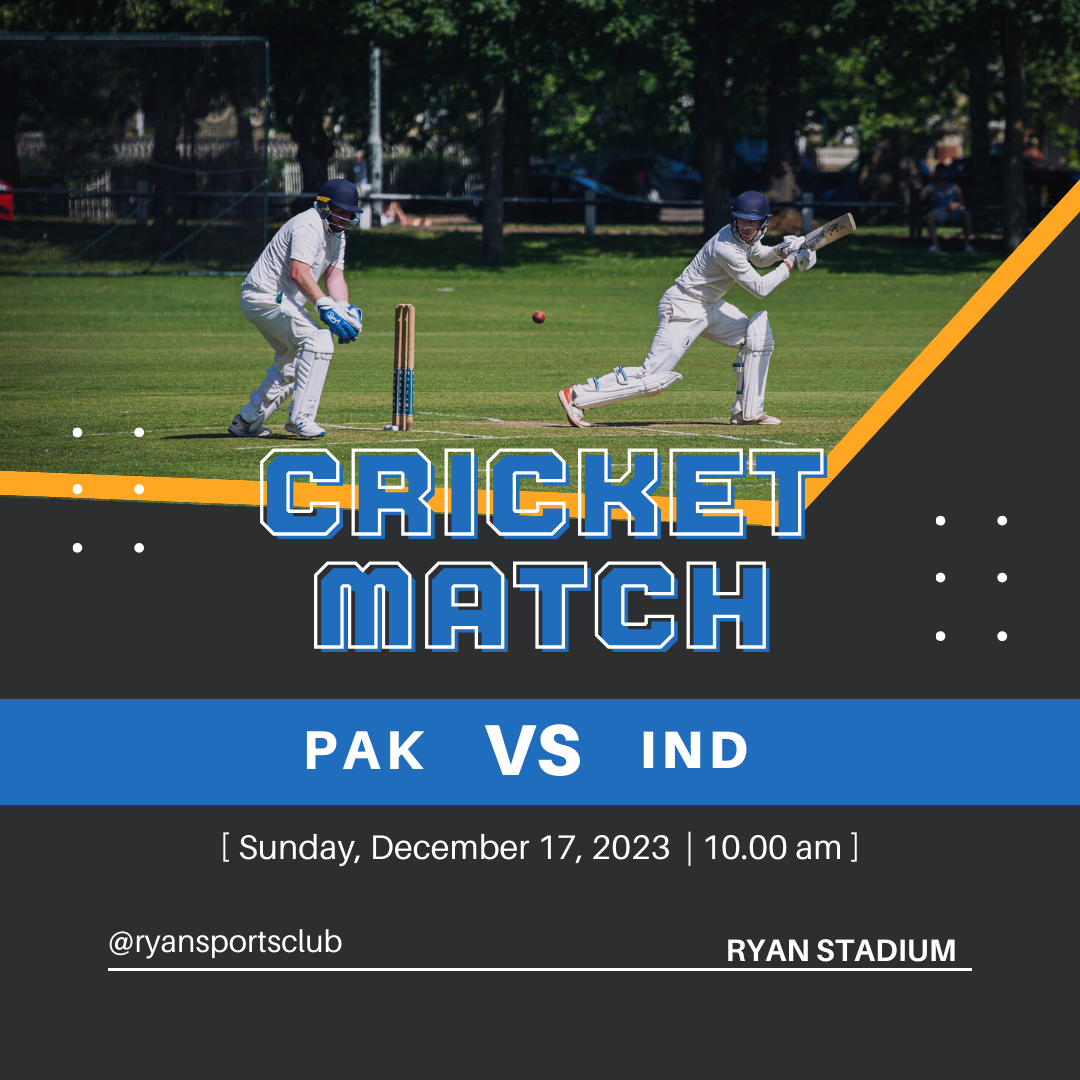 CRICKET
MATCH
PAK VS IND
[ Sunday, December 17, 2023 | 10.00 am ]
@ryansportsclub
RYAN STADIUM